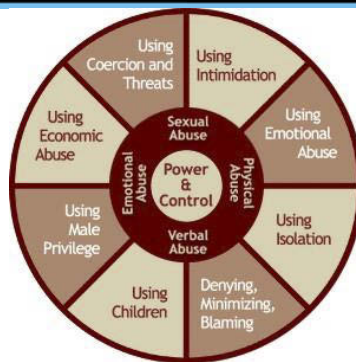 Using
Coercion and
Threats
Using
Intimidation
Using
Emotional
Abuse
Using
Isolation
Denying,
Minimizing,
Blaming
Using
Children
Using
Male
Privilege
Using
Economic
Abuse
Sexual
Abuse
Physical
Abuse
Verbal
Abuse
Emotional
Abuse
Power
&
Control